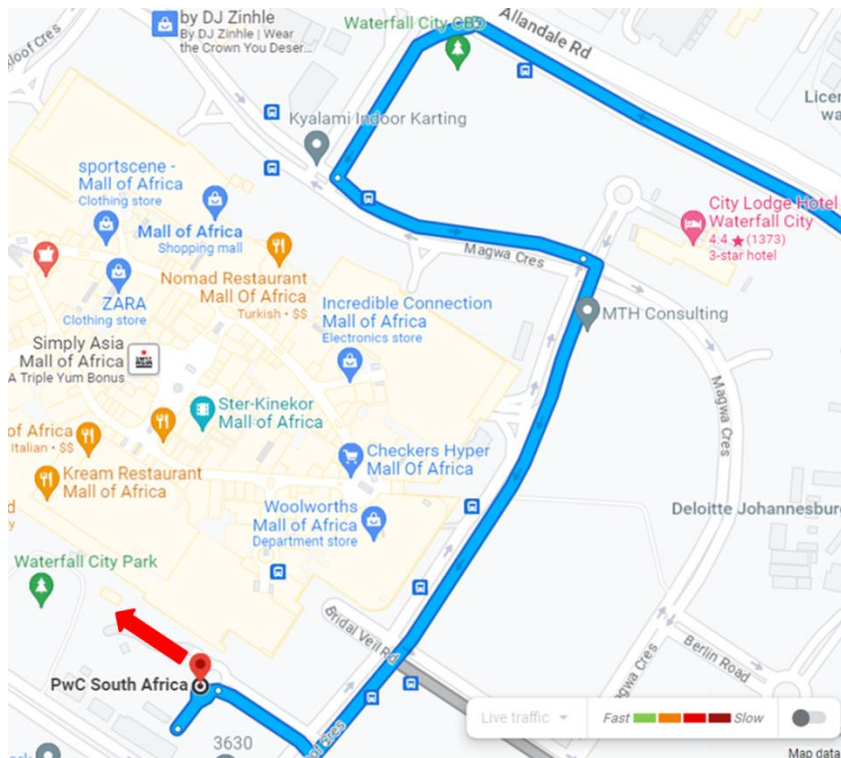 by DJ Zinhle
By DJ Zinhle | Wear
the Crown You Deser...
Waterfall City CBD
Allandale Rd
Kyalami Indoor Karting
sportscene -
Mall of Africa
Clothing store
Mall of Africa
Shopping mall
City Lodge Hotel
Waterfall City
4.4 ★ (1373)
3-star hotel
Magwa Cres
Nomad Restaurant
Mall Of Africa
Turkish • $$
ZARA
Clothing store
Incredible Connection
Mall of Africa
Electronics store
MTH Consulting
Simply Asia
Mall of Africa
A Triple Yum Bonus
Magwa Cres
Ster-Kinekor
Mall of Africa
of Africa
Italian • $$
Checkers Hyper
Mall Of Africa
Kream Restaurant
Mall of Africa
Woolworths
Mall of Africa
Department store
Deloitte Johannesburg
Waterfall City Park
Bridal Veil Rd
Berlin Road
PwC South Africa
Live traffic
Fast
Slow
3630
Map data